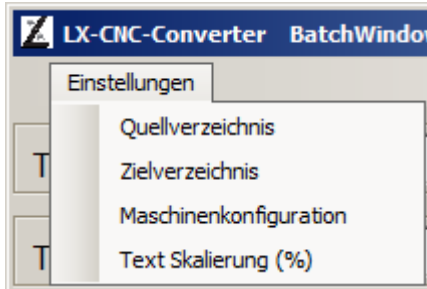 LX-CNC-Converter BatchWindow
Einstellungen
Quellverzeichnis
Zielverzeichnis
Maschinenkonfiguration
Text Skalierung (%)
T
T